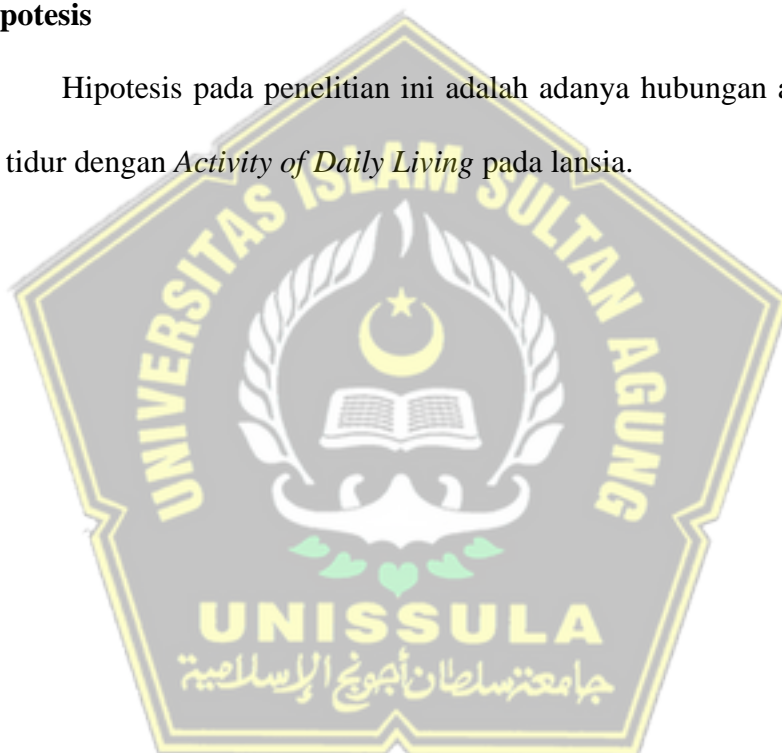 potesis
Hipotesis pada penelitian ini adalah adanya hubungan a
tidur dengan Activity of Daily Living pada lansia.
UNIVERSITAS ISLAM SULTAN AGUNG
UNISSULA
جامعة سلطان أجونج الإسلامية